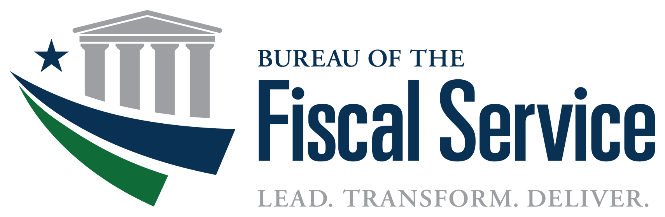 BUREAU OF THE
Fiscal Service
LEAD. TRANSFORM. DELIVER.